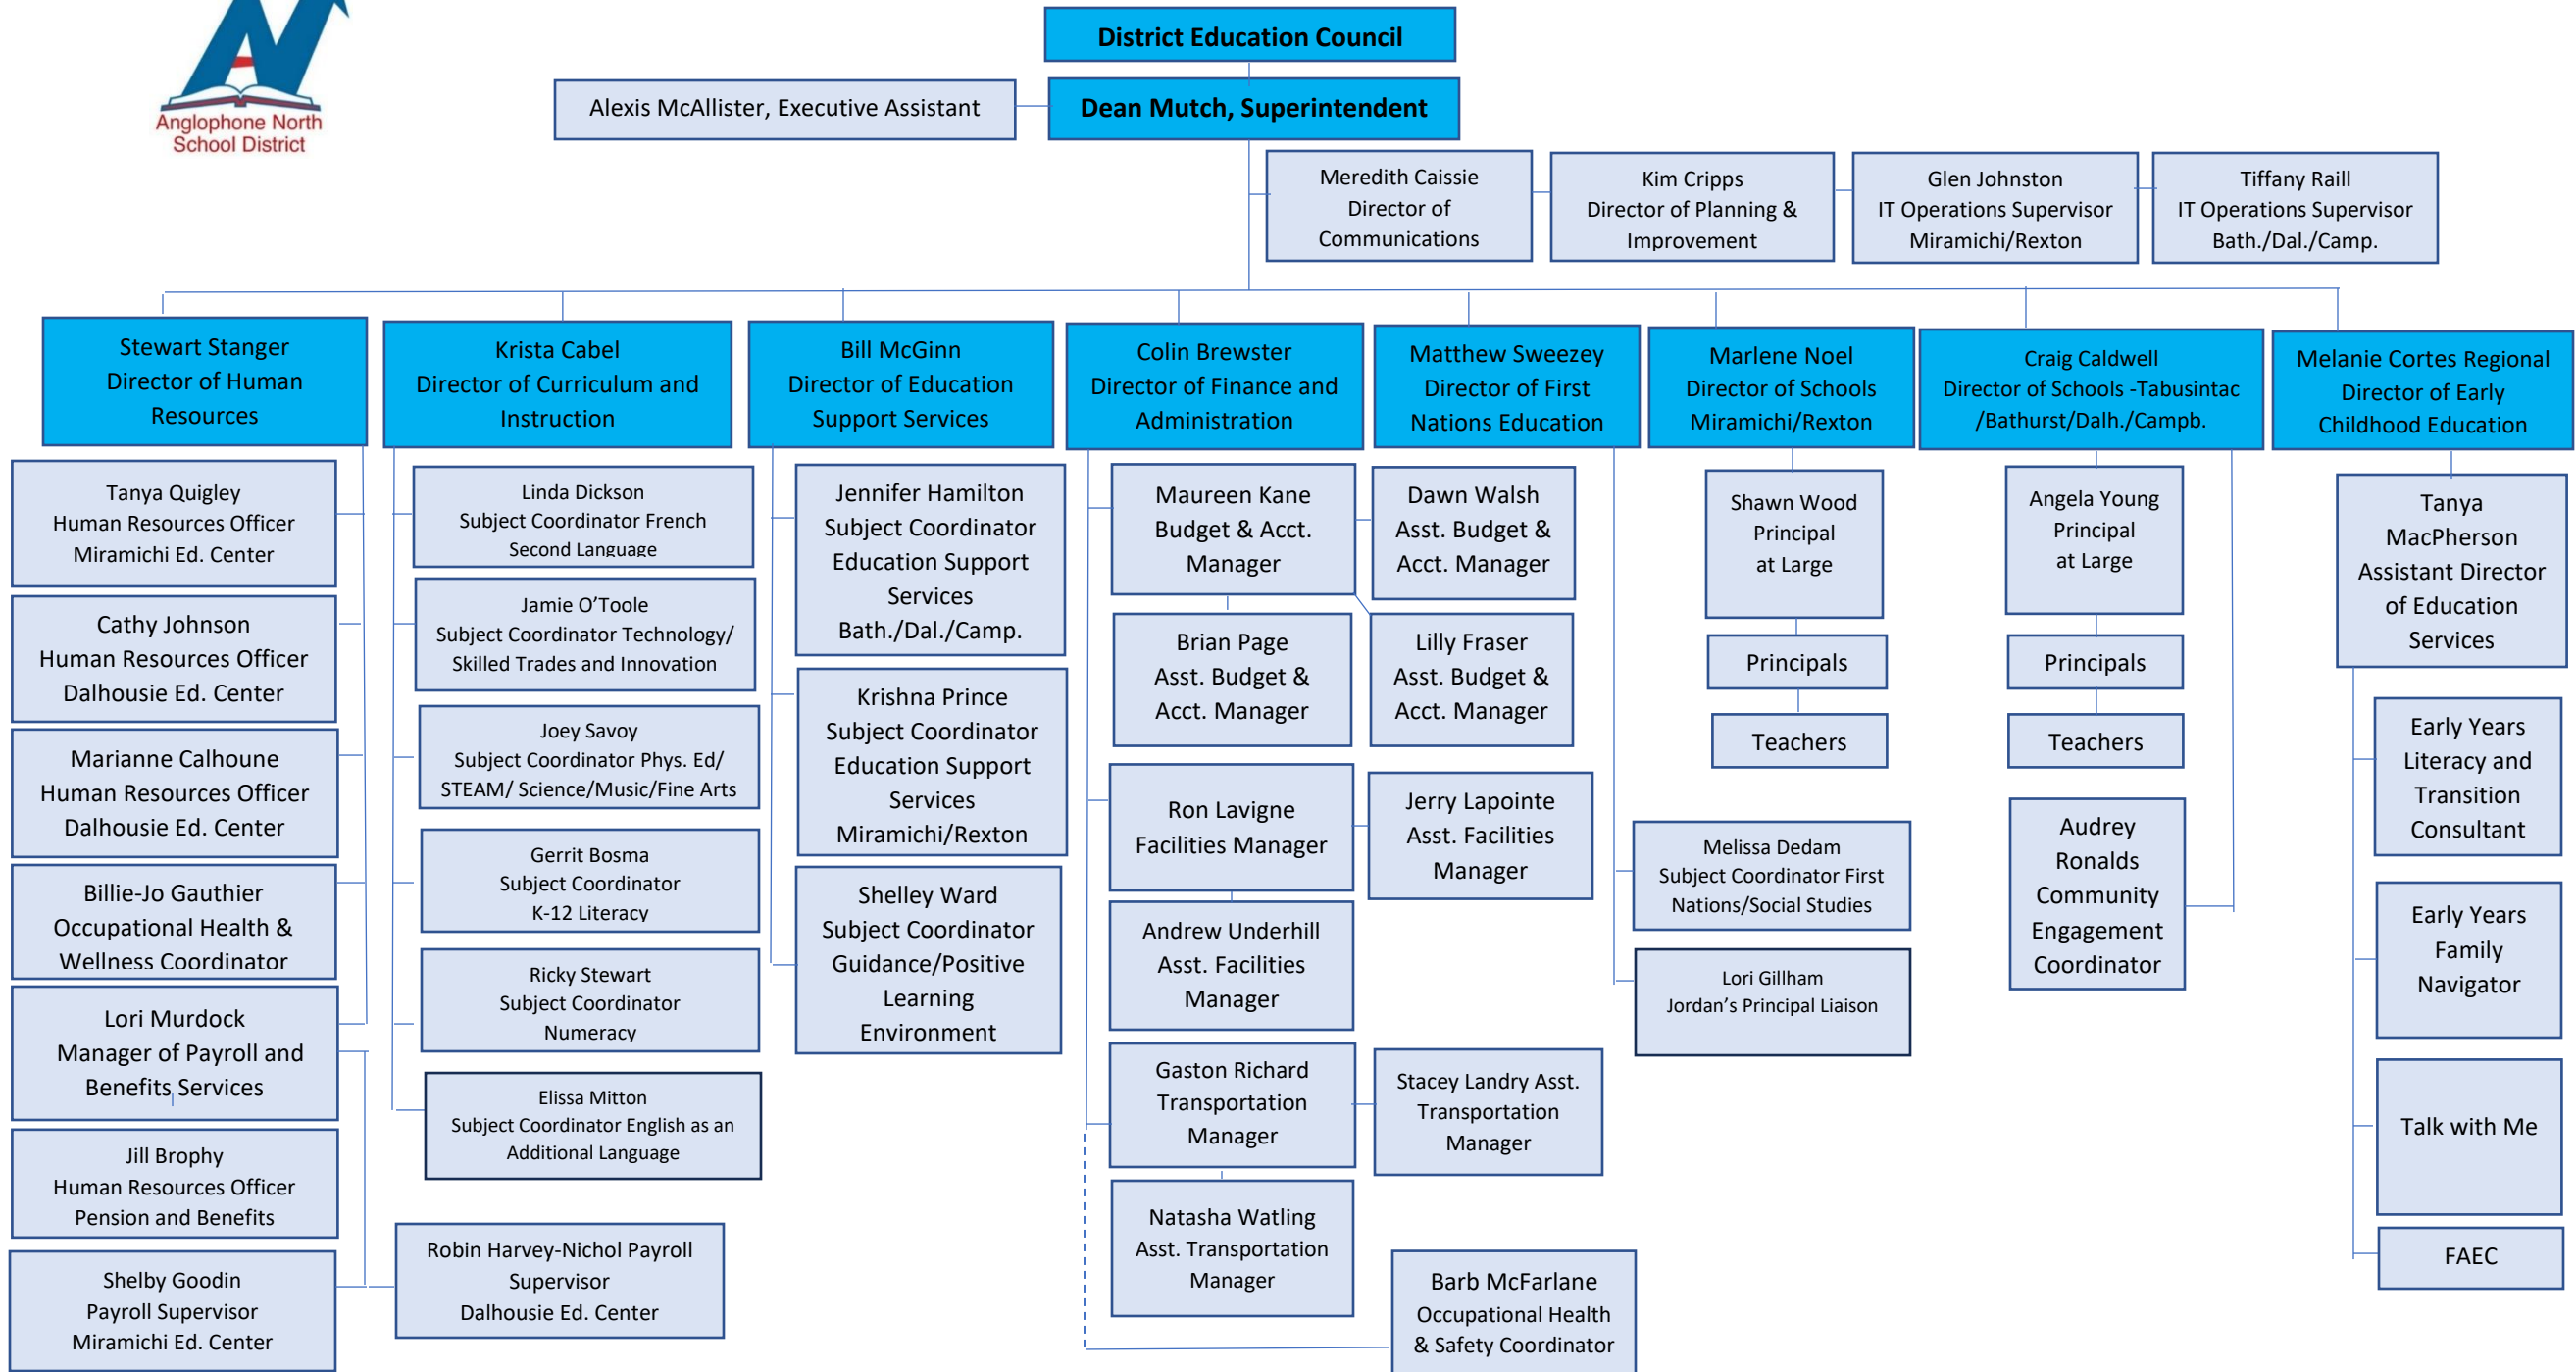 Anglophone North
School District
District Education Council
Alexis McAllister, Executive Assistant
Dean Mutch, Superintendent
Meredith Caissie
Director of
Communications
Kim Cripps
Director of Planning &
Improvement
Glen Johnston
IT Operations Supervisor
Miramichi/Rexton
Tiffany Raill
IT Operations Supervisor
Bath./Dal./Camp.
Stewart Stanger
Director of Human
Resources
Krista Cabel
Director of Curriculum and
Instruction
Bill McGinn
Director of Education
Support Services
Colin Brewster
Director of Finance and
Administration
Matthew Sweezey
Director of First
Nations Education
Marlene Noel
Director of Schools
Miramichi/Rexton
Craig Caldwell
Director of Schools -Tabusintac
/Bathurst/Dalh./Campb.
Melanie Cortes Regional
Director of Early
Childhood Education
Tanya Quigley
Human Resources Officer
Miramichi Ed. Center
Cathy Johnson
Human Resources Officer
Dalhousie Ed. Center
Marianne Calhoune
Human Resources Officer
Dalhousie Ed. Center
Billie-Jo Gauthier
Occupational Health &
Wellness Coordinator
Lori Murdock
Manager of Payroll and
Benefits Services
Jill Brophy
Human Resources Officer
Pension and Benefits
Shelby Goodin
Payroll Supervisor
Miramichi Ed. Center
Robin Harvey-Nichol Payroll
Supervisor
Dalhousie Ed. Center
Linda Dickson
Subject Coordinator French
Second Language
Jamie O’Toole
Subject Coordinator Technology/
Skilled Trades and Innovation
Joey Savoy
Subject Coordinator Phys. Ed/
STEAM/ Science/Music/Fine Arts
Gerrit Bosma
Subject Coordinator
K-12 Literacy
Ricky Stewart
Subject Coordinator
Numeracy
Elissa Mitton
Subject Coordinator English as an
Additional Language
Jennifer Hamilton
Subject Coordinator
Education Support
Services
Bath./Dal./Camp.
Krishna Prince
Subject Coordinator
Education Support
Services
Miramichi/Rexton
Shelley Ward
Subject Coordinator
Guidance/Positive
Learning
Environment
Maureen Kane
Budget & Acct.
Manager
Dawn Walsh
Asst. Budget &
Acct. Manager
Brian Page
Asst. Budget &
Acct. Manager
Lilly Fraser
Asst. Budget &
Acct. Manager
Ron Lavigne
Facilities Manager
Jerry Lapointe
Asst. Facilities
Manager
Andrew Underhill
Asst. Facilities
Manager
Gaston Richard
Transportation
Manager
Stacey Landry Asst.
Transportation
Manager
Natasha Watling
Asst. Transportation
Manager
Barb McFarlane
Occupational Health
& Safety Coordinator
Melissa Dedam
Subject Coordinator First
Nations/Social Studies
Lori Gillham
Jordan’s Principal Liaison
Shawn Wood
Principal
at Large
Principals
Teachers
Angela Young
Principal
at Large
Principals
Teachers
Audrey
Ronalds
Community
Engagement
Coordinator
Tanya
MacPherson
Assistant Director
of Education
Services
Early Years
Literacy and
Transition
Consultant
Early Years
Family
Navigator
Talk with Me
FAEC